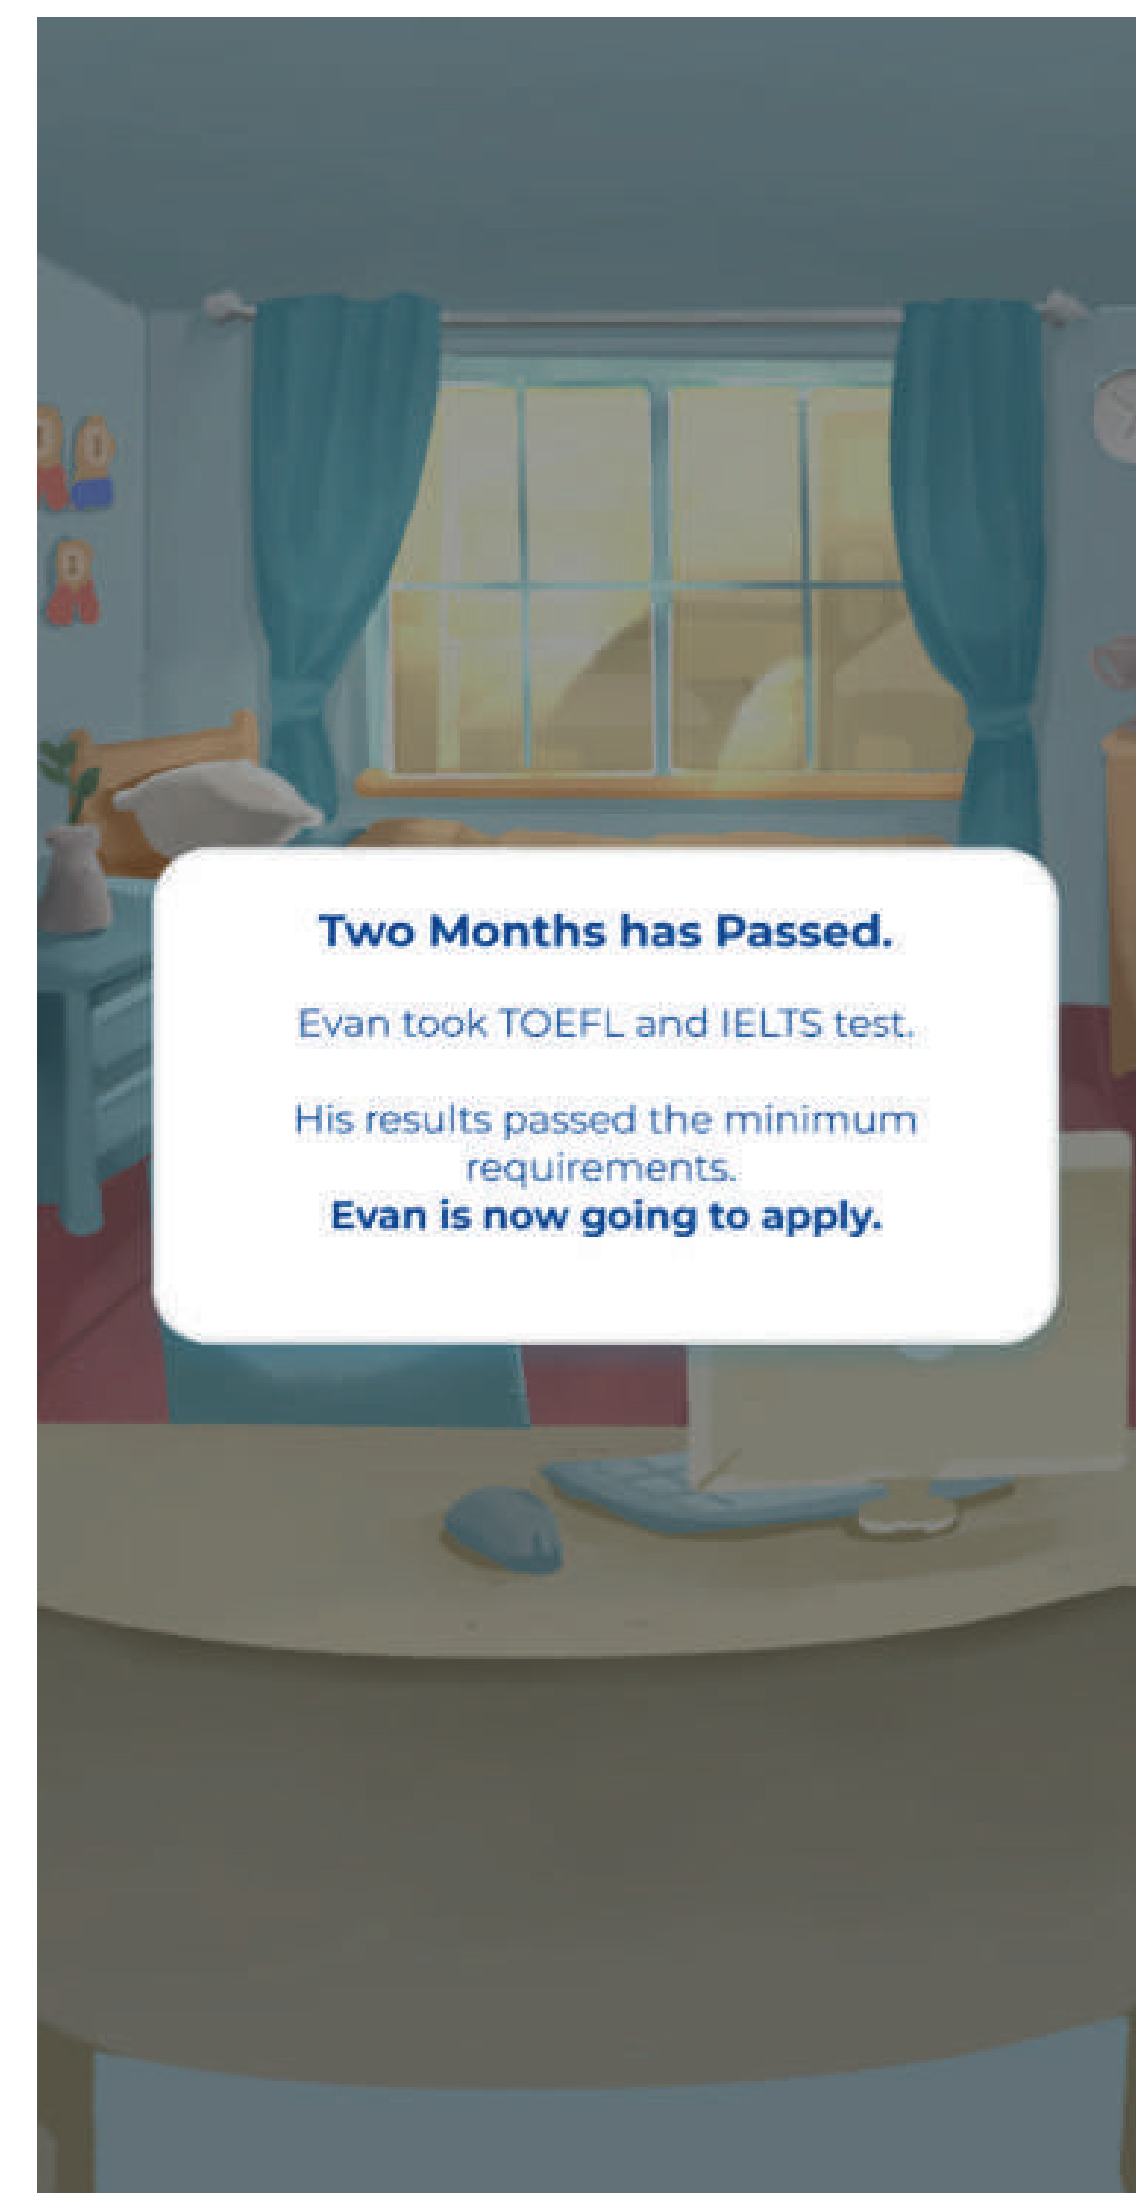 Two Months has Passed.
Evan took TOEFL and IELTS test.
His results passed the minimum
requirements.
Evan is now going to apply.